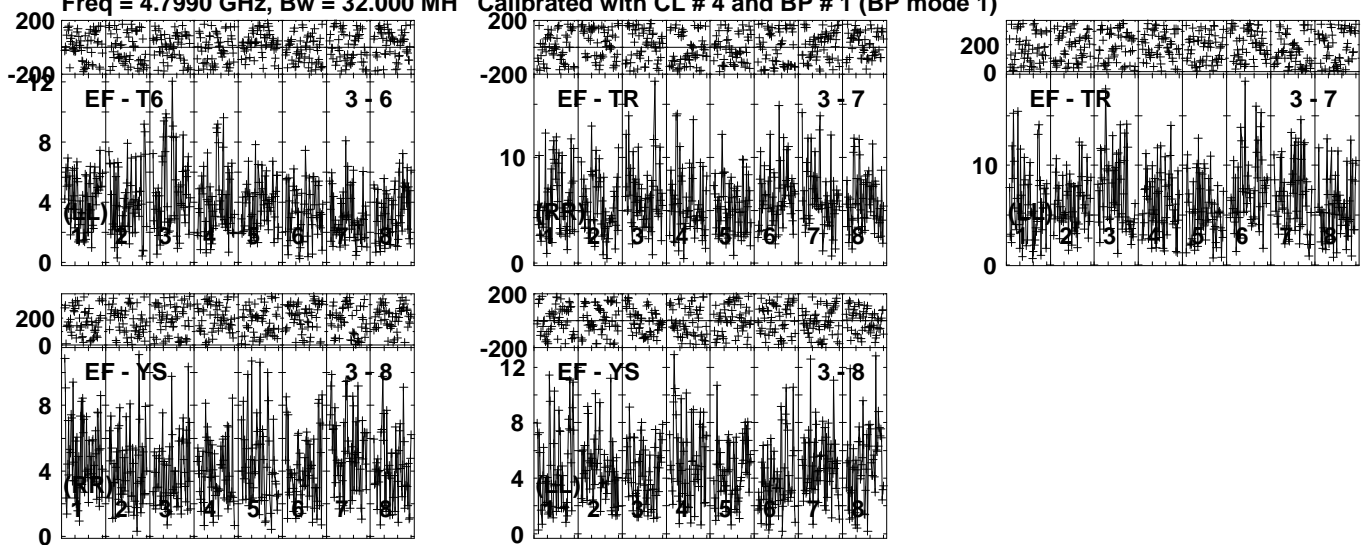 Freq = 4.7990 GHz, Bw = 32.000 MH Calibrated with CL # 4 and BP # 1 (BP mode 1)
200
-200
12
8
4
0
EF - T6 3 - 6
(LL)
1 2 3 4 5 6 7 8
200
-200
10
0
EF - TR 3 - 7
(RR)
1 2 3 4 5 6 7 8
200
0
10
0
EF - TR 3 - 7
(LL)
1 2 3 4 5 6 7 8
200
0
8
4
0
EF - YS 3 - 8
(RR)
1 2 3 4 5 6 7 8
200
-200
12
8
4
0
EF - YS 3 - 8
(LL)
1 2 3 4 5 6 7 8